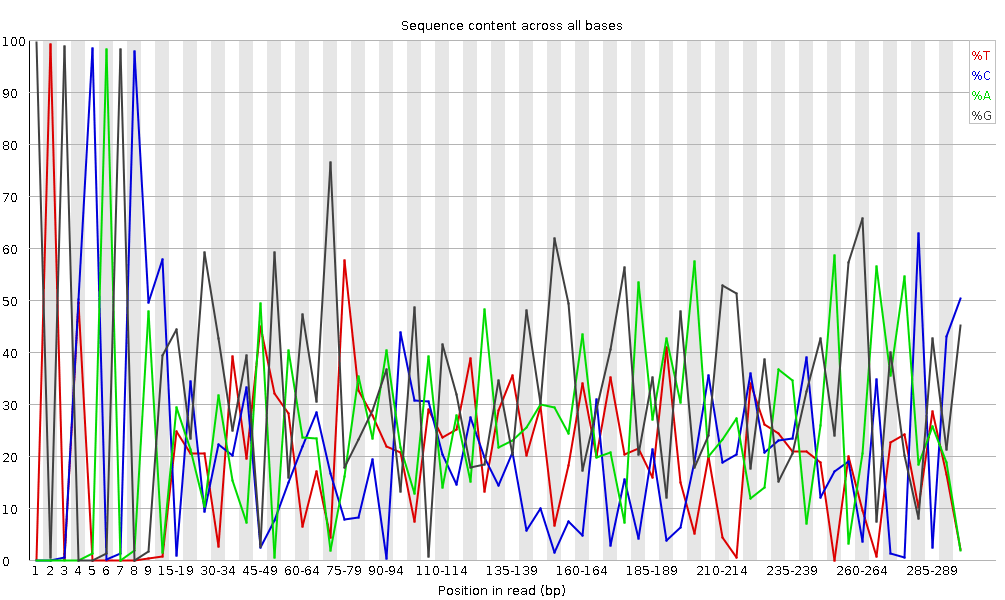 Sequence content across all bases
100
90
80
70
60
50
40
30
20
10
0
%T
%C
%A
%G
1 2 3 4 5 6 7 8 9 15-19 30-34 45-49 60-64 75-79 90-94 110-114 135-139 160-164 185-189 210-214 235-239 260-264 285-289
Position in read (bp)